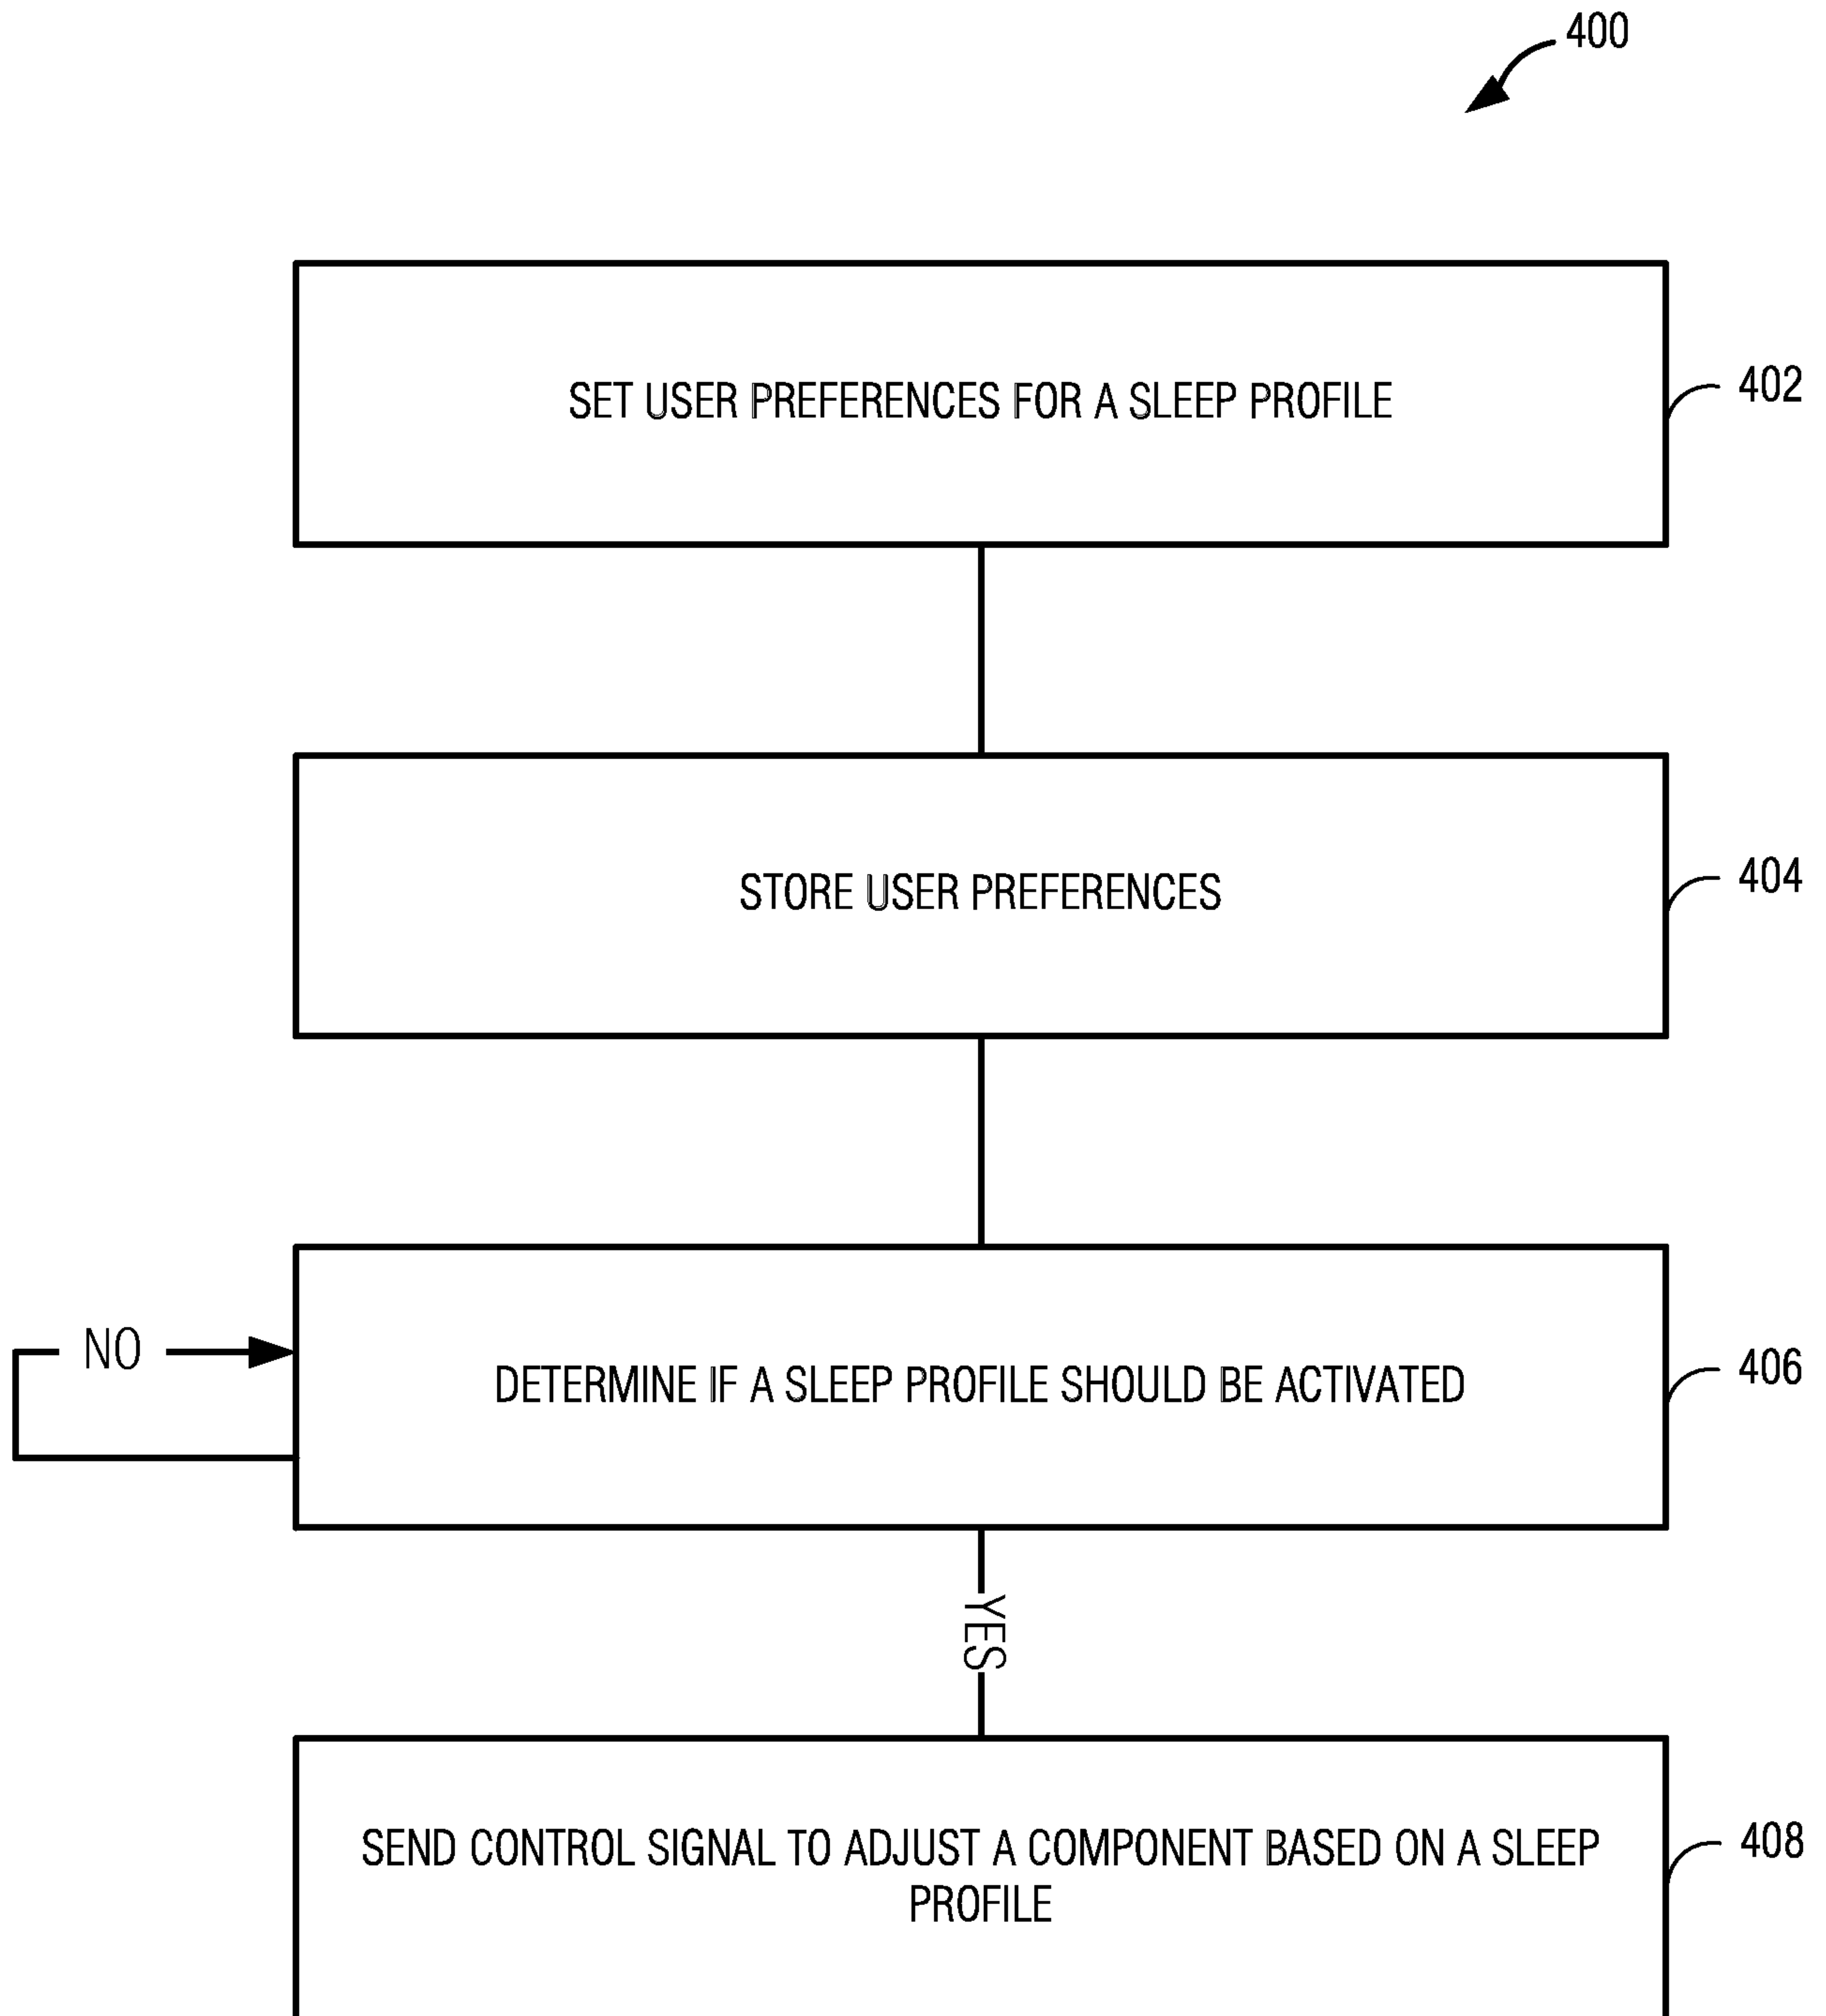 400
SET USER PREFERENCES FOR A SLEEP PROFILE
402
STORE USER PREFERENCES
404
NO
DETERMINE IF A SLEEP PROFILE SHOULD BE ACTIVATED
406
YES
SEND CONTROL SIGNAL TO ADJUST A COMPONENT BASED ON A SLEEP
PROFILE
408